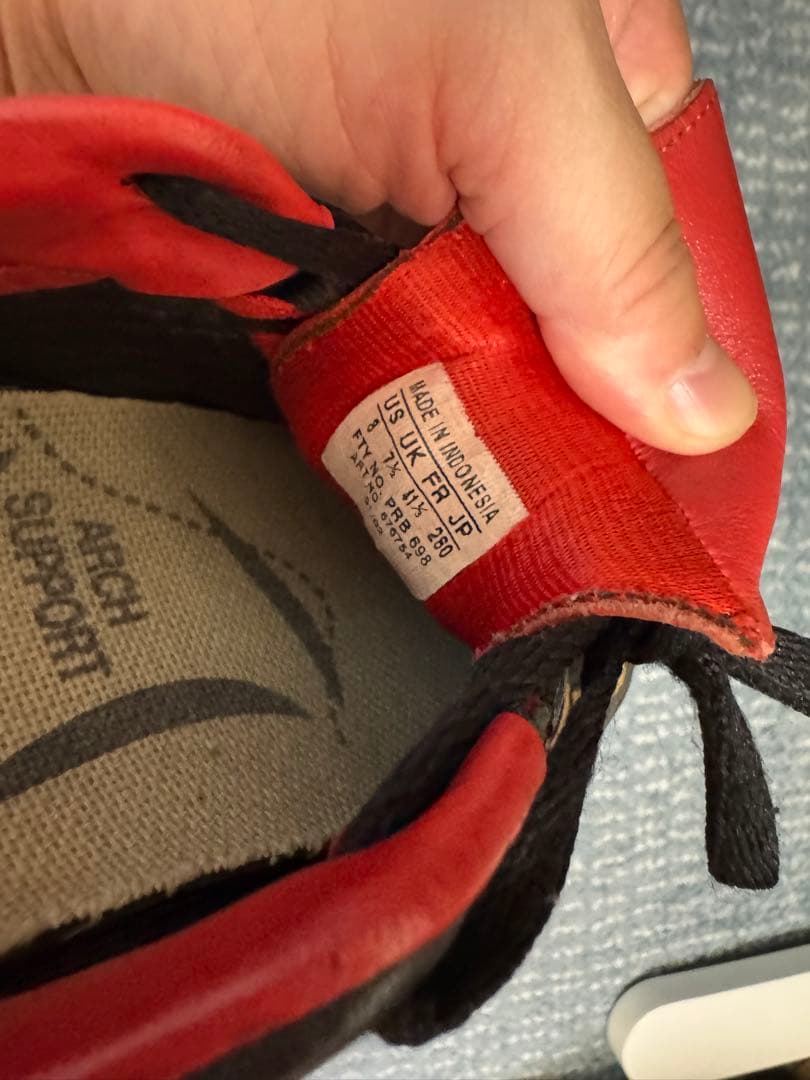 MADE IN INDONESIA
US UK FR JP
8 7½ 41⅓ 260
FTY NO. PRB 698
ART.NO. 676754
ARCH
SUPPORT